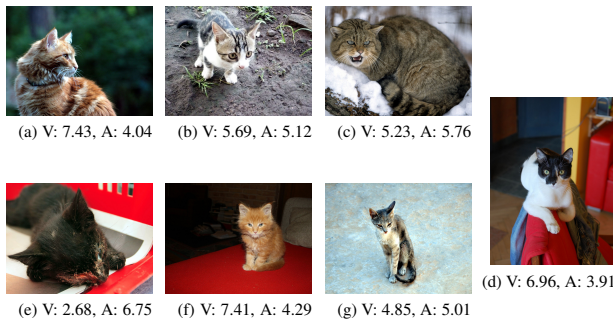 (a) V: 7.43, A: 4.04
(b) V: 5.69, A: 5.12
(c) V: 5.23, A: 5.76
(d) V: 6.96, A: 3.91
(e) V: 2.68, A: 6.75
(f) V: 7.41, A: 4.29
(g) V: 4.85, A: 5.01